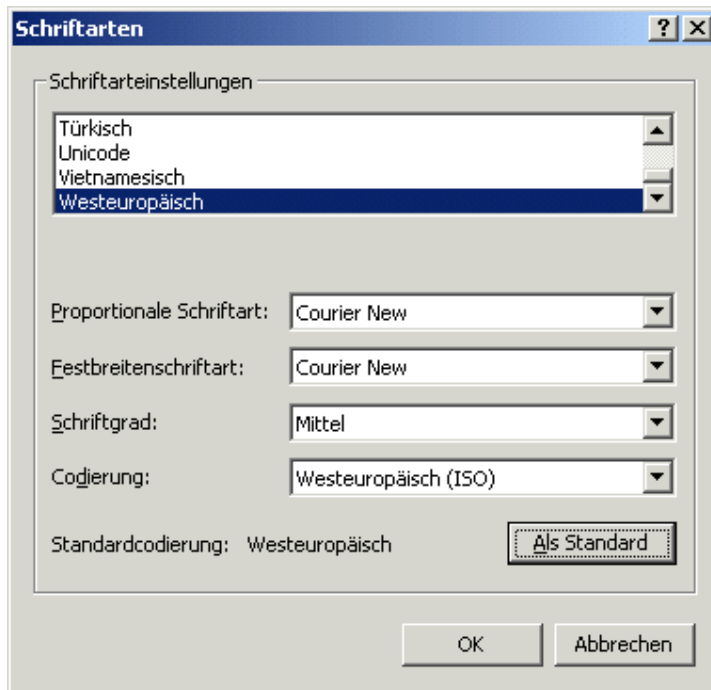 Schriftarten
Schriftarteinstellungen
Türkisch
Unicode
Vietnamesisch
Westeuropäisch
Proportionale Schriftart: Courier New
Festbreitenschriftart: Courier New
Schriftgrad: Mittel
Codierung: Westeuropäisch (ISO)
Standardcodierung: Westeuropäisch Als Standard
OK Abbrechen